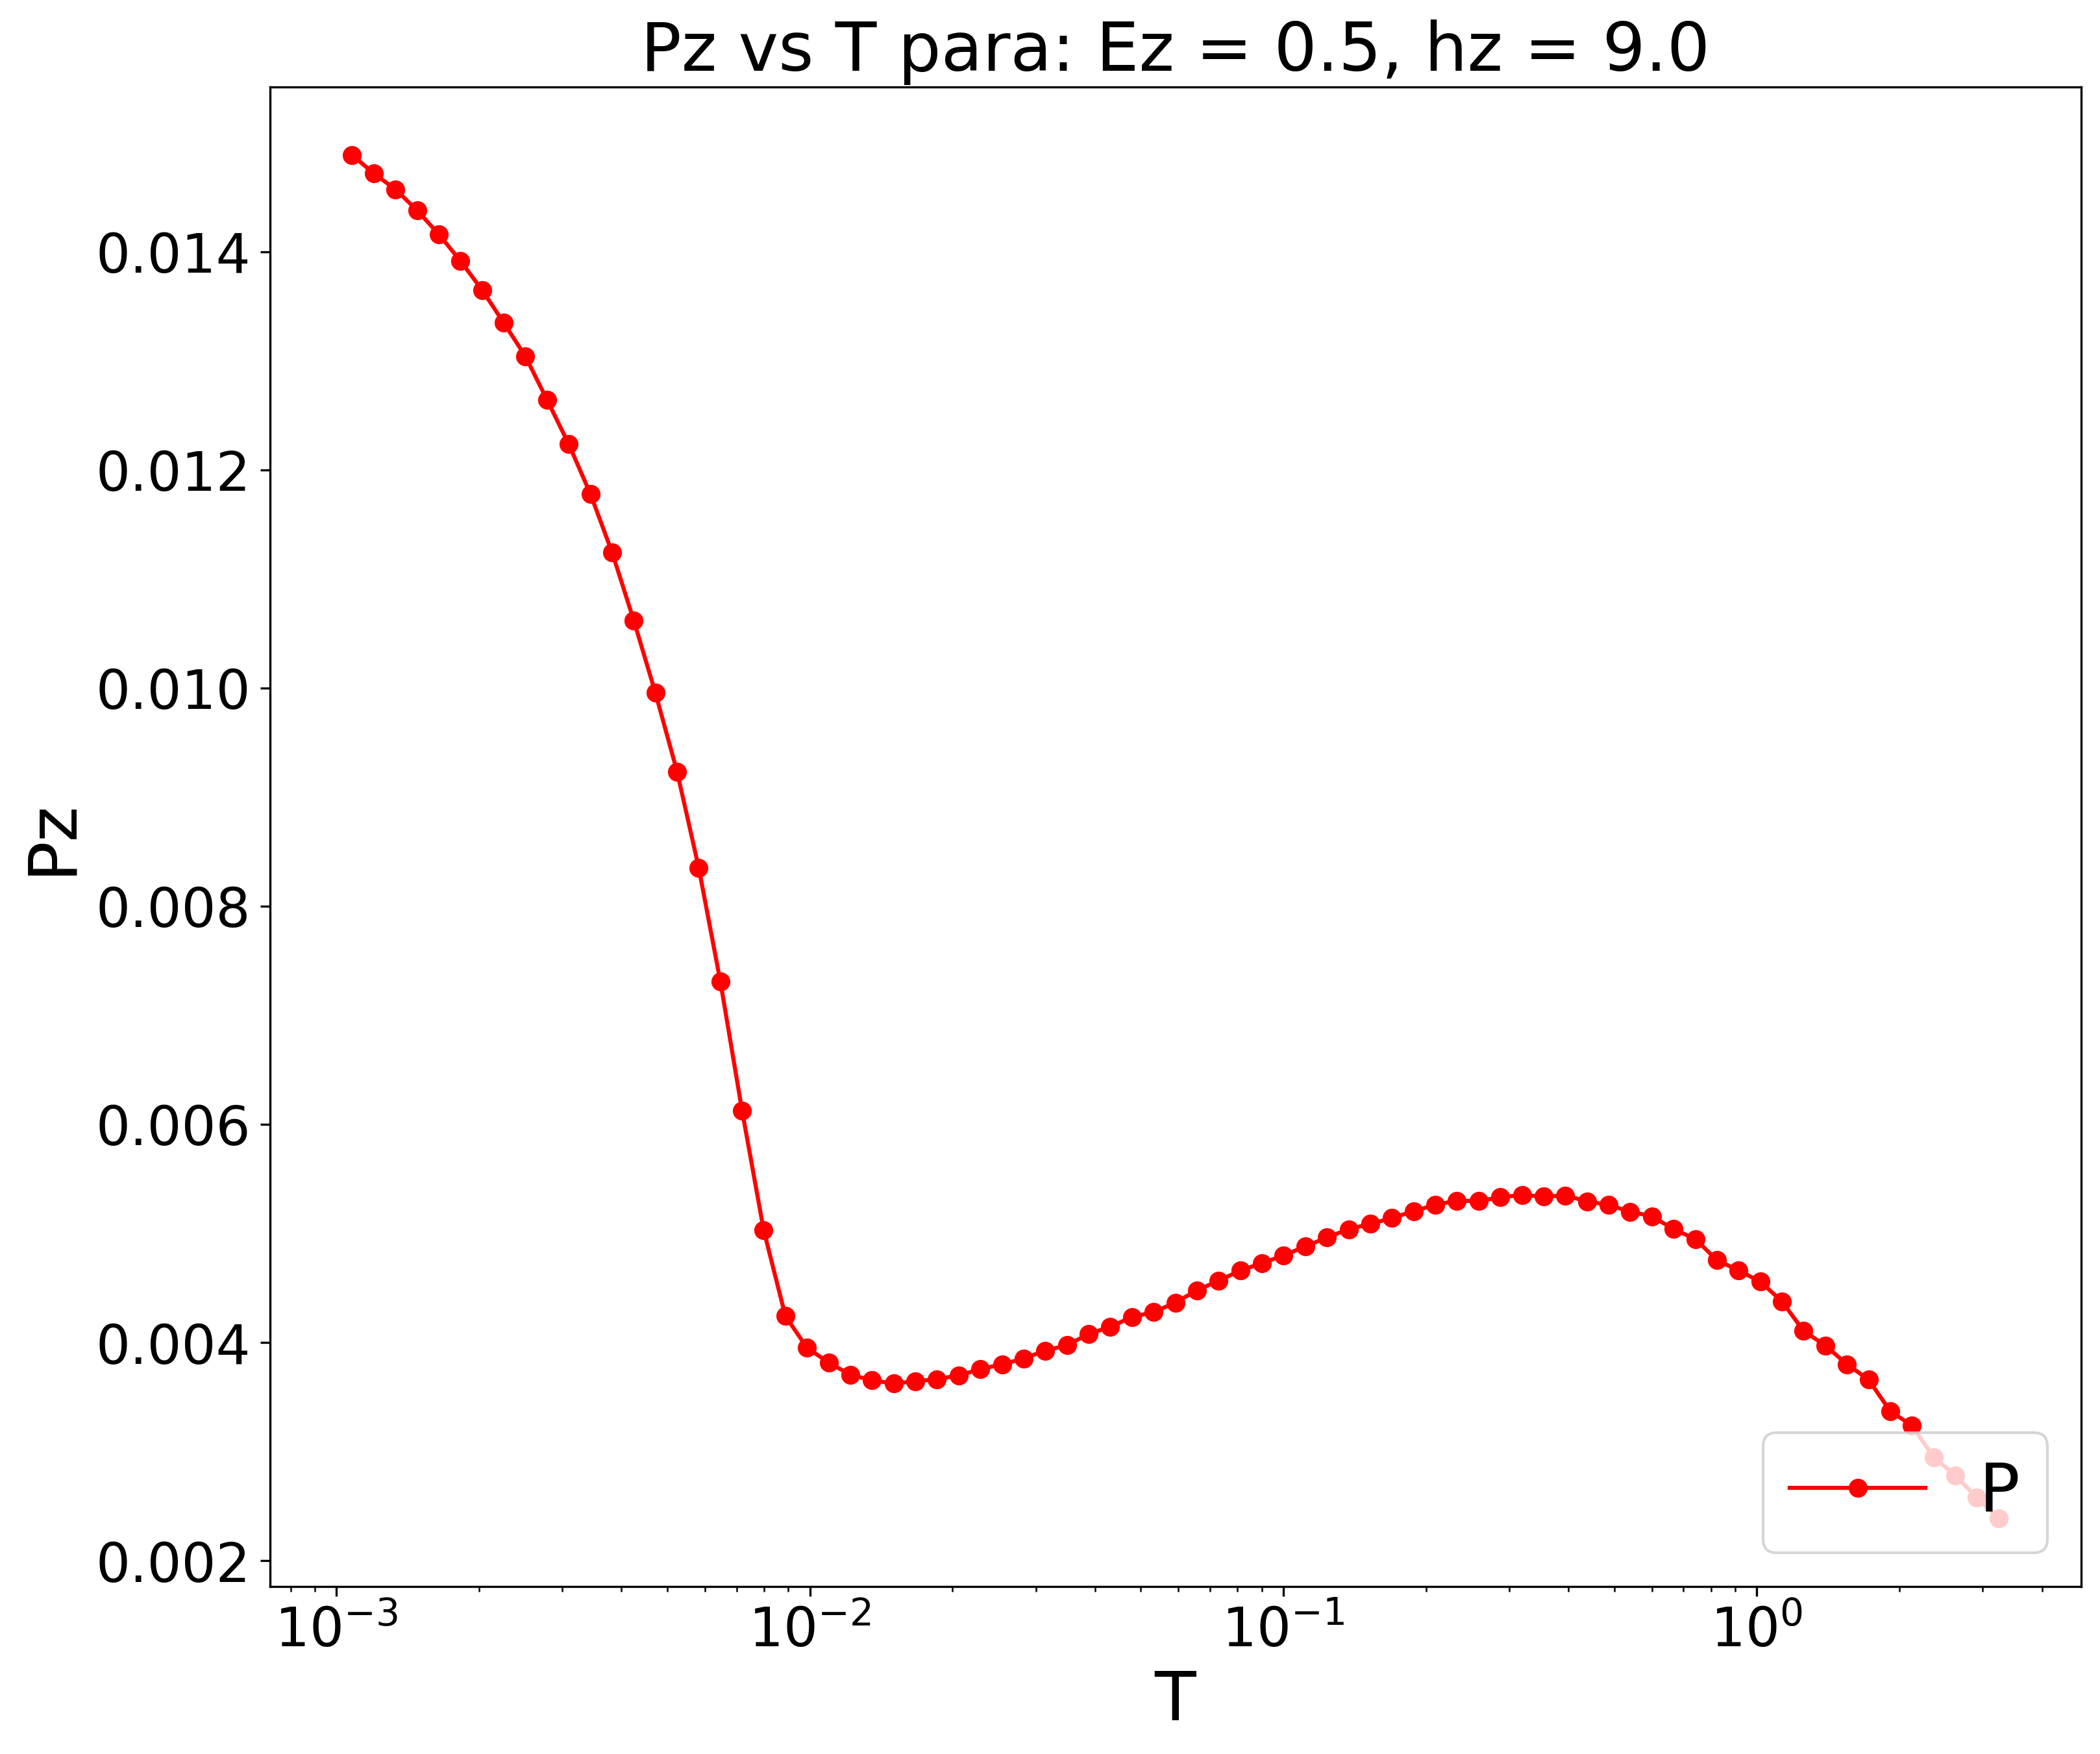 Pz vs T para: Ez = 0.5, hz = 9.0
0.014
0.012
0.010
0.008
0.006
0.004
0.002
Pz
P
10⁻³ 10⁻² 10⁻¹ 10⁰
T